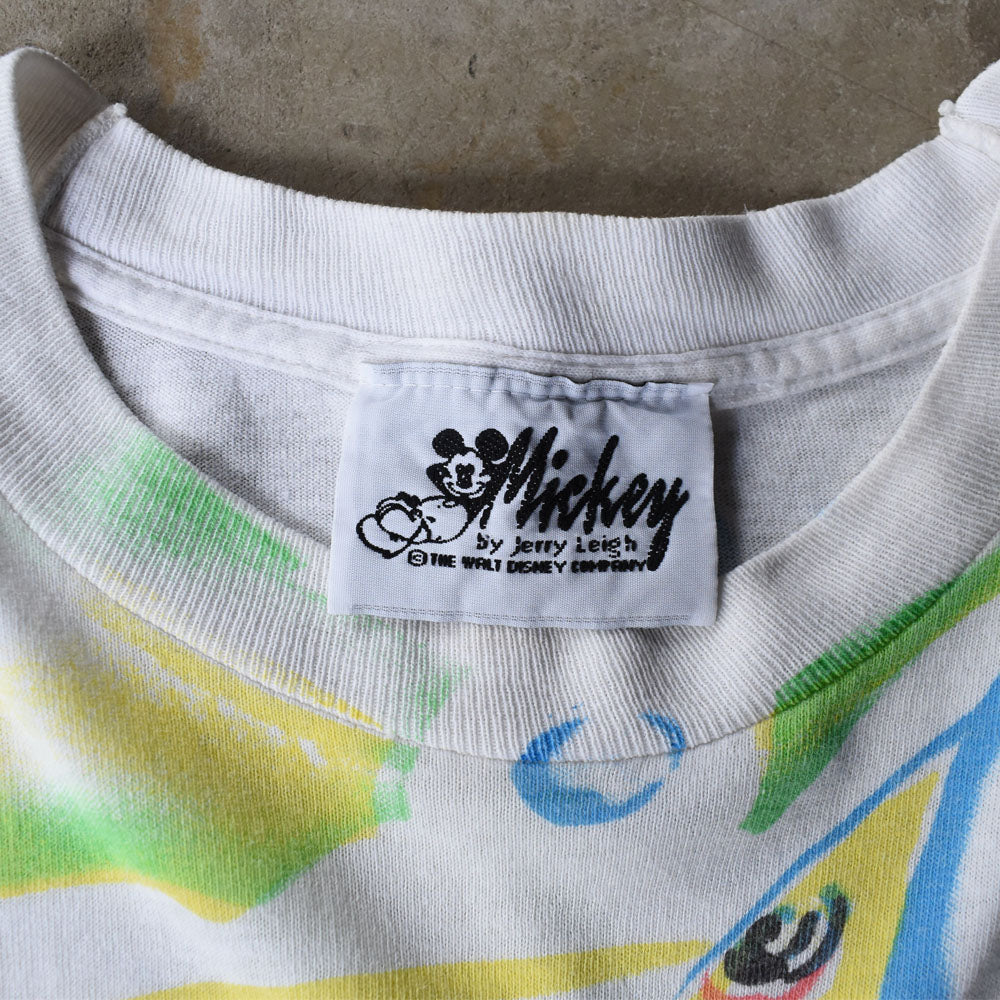 Mickey
by Jerry Leigh
© THE WALT DISNEY COMPANY